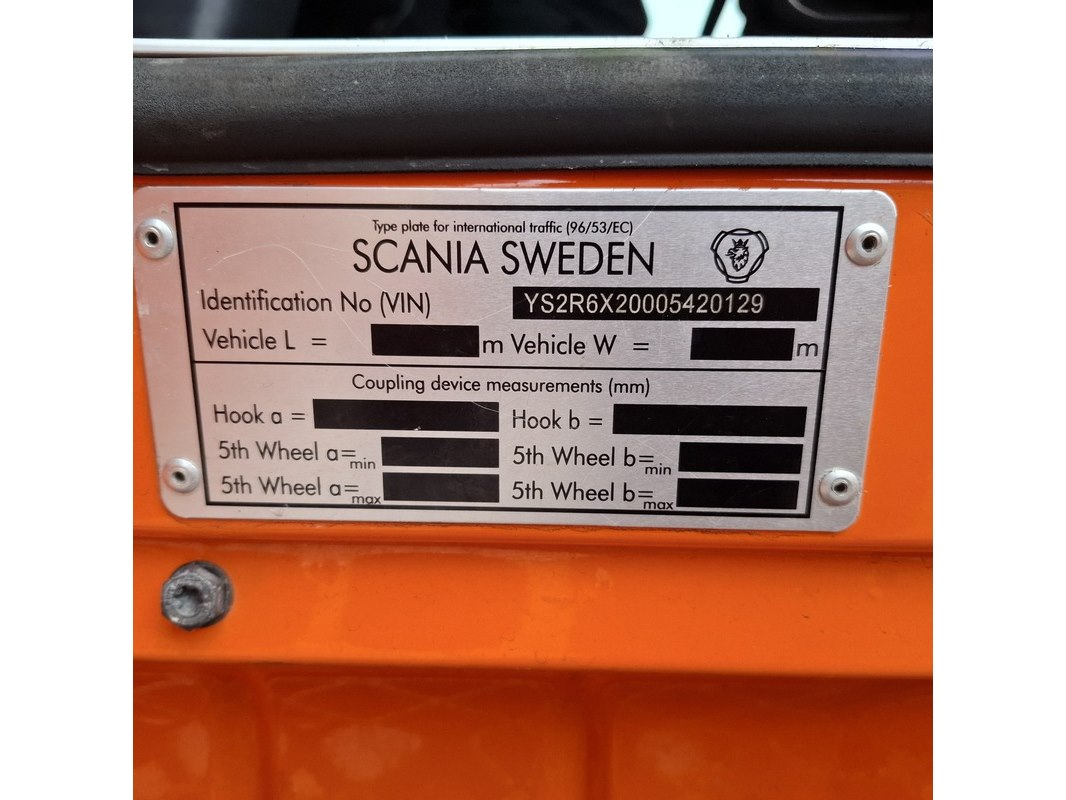 Type plate for international traffic (96/53/EC)
SCANIA SWEDEN
Identification No (VIN) YS2R6X20005420129
Vehicle L = m Vehicle W = m
Coupling device measurements (mm)
Hook a = Hook b =
5th Wheel a=min 5th Wheel b=min
5th Wheel a=max 5th Wheel b=max